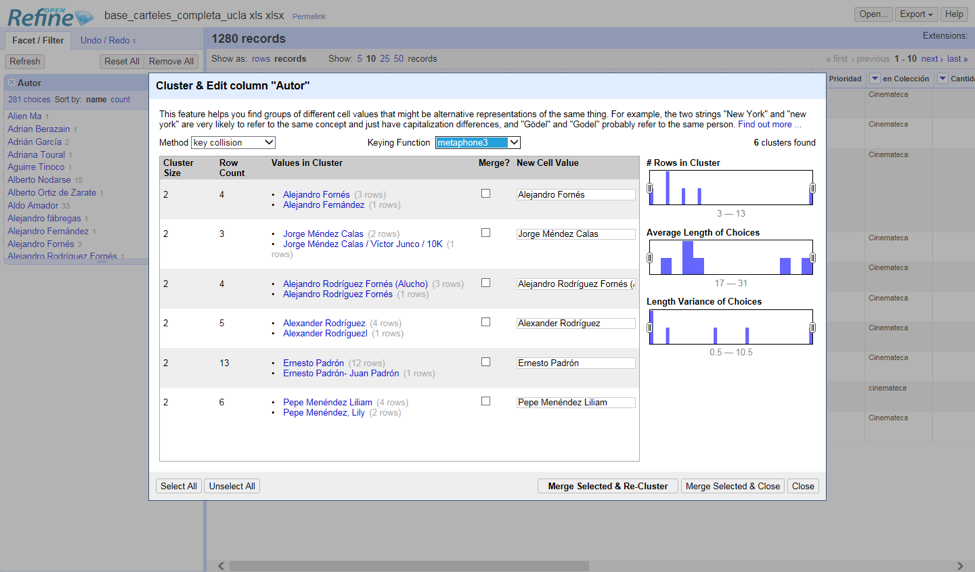 OPEN
Refine
base_carteles_completa_ucla xls xlsx Permalink
Open... Export Help
Facet / Filter Undo / Redo 1
1280 records
Extensions:
Refresh Reset All Remove All
Show as: rows records Show: 5 10 25 50 records
« first ‹ previous 1 - 10 next › last »
× Autor
Prioridad en Colección Cantida
281 choices Sort by: name count
Alien Ma 1
Adrian Berazain 1
Adrián García 2
Adriana Toural 1
Aguirre Tinoco 1
Alberto Nodarse 15
Alberto Ortiz de Zarate 1
Aldo Amador 33
Alejandro fábregas 1
Alejandro Fernández 1
Alejandro Fornés 3
Alejandro Rodríguez Fornés 1
Cluster & Edit column "Autor"
This feature helps you find groups of different cell values that might be alternative representations of the same thing. For example, the two strings "New York" and "new
york" are very likely to refer to the same concept and just have capitalization differences, and "Gödel" and "Godel" probably refer to the same person. Find out more ...
Method key collision Keying Function metaphone3 6 clusters found
Cluster Size Row Count Values in Cluster Merge? New Cell Value
2 4 • Alejandro Fornés (3 rows) Alejandro Fornés
• Alejandro Fernández (1 rows)
2 3 • Jorge Méndez Calas (2 rows) Jorge Méndez Calas
• Jorge Méndez Calas / Víctor Junco / 10K (1
rows)
2 4 • Alejandro Rodríguez Fornés (Alucho) (3 rows) Alejandro Rodríguez Fornés (A
• Alejandro Rodríguez Fornés (1 rows)
2 5 • Alexander Rodríguez (4 rows) Alexander Rodríguez
• Alexander Rodríguezl (1 rows)
2 13 • Ernesto Padrón (12 rows) Ernesto Padrón
• Ernesto Padrón- Juan Padrón (1 rows)
2 6 • Pepe Menéndez Liliam (4 rows) Pepe Menéndez Liliam
• Pepe Menéndez, Lily (2 rows)
# Rows in Cluster
3 — 13
Average Length of Choices
17 — 31
Length Variance of Choices
0.5 — 10.5
Select All Unselect All Merge Selected & Re-Cluster Merge Selected & Close Close
Cinemateca
Cinemateca
Cinemateca
Cinemateca
Cinemateca
Cinemateca
Cinemateca
cinemateca
Cinemateca